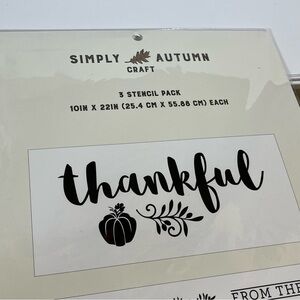 SIMPLY AUTUMN
CRAFT
3 STENCIL PACK
10IN X 22IN (25.4 CM X 55.88 CM) EACH
thankful
FROM THE